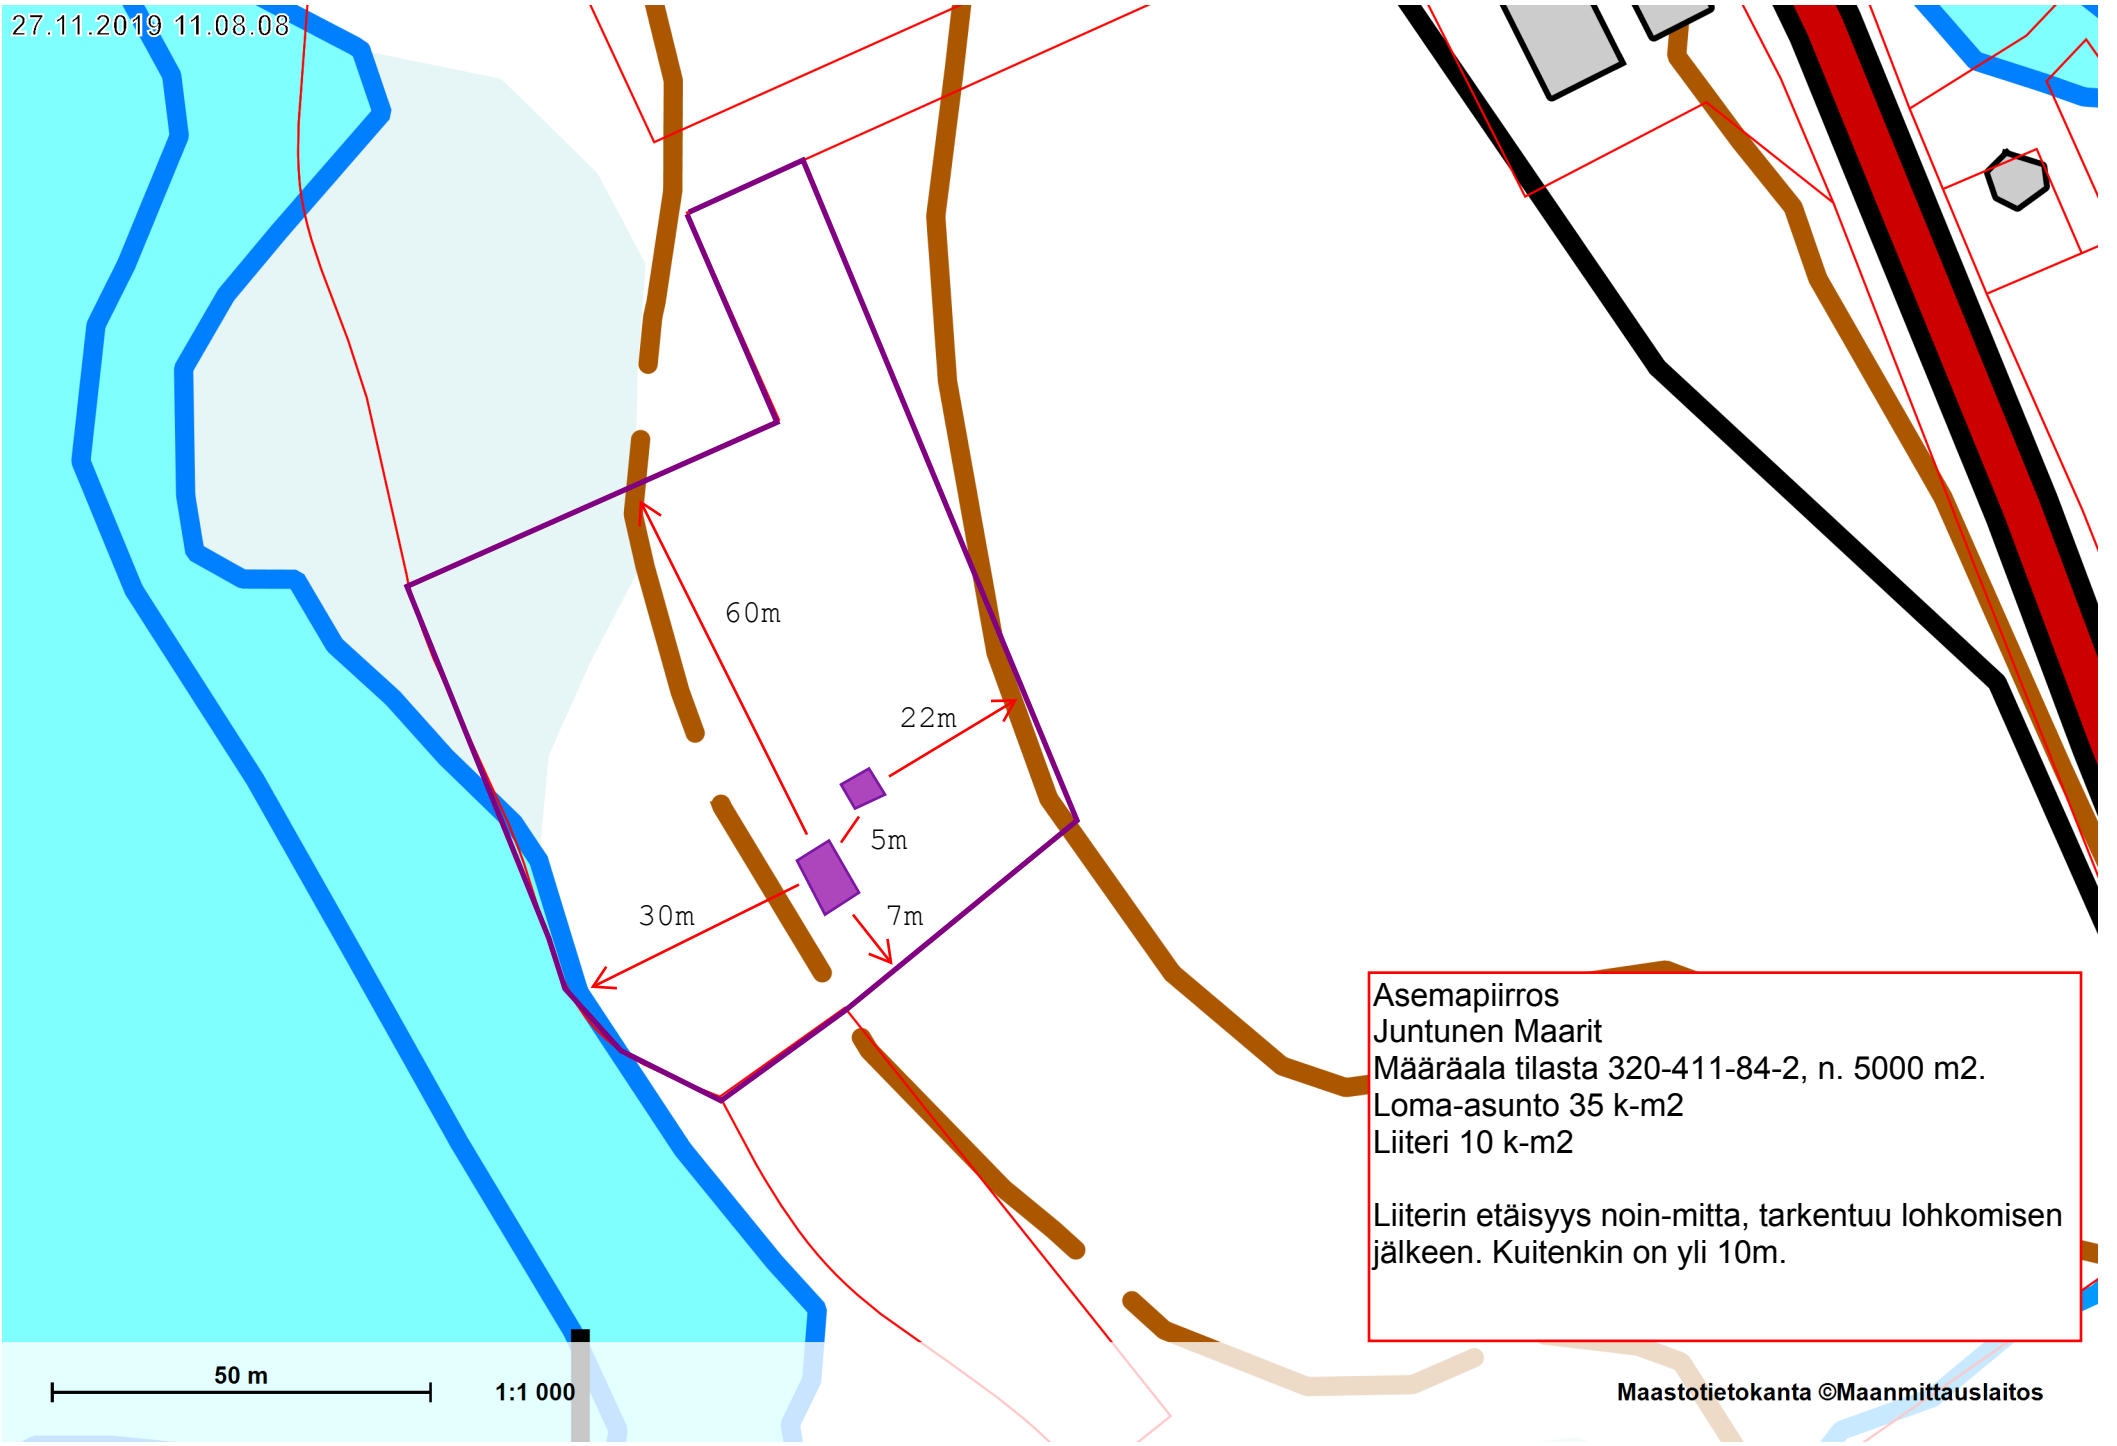 27.11.2019 11.08.08
60m
22m
5m
30m
7m
Asemapiirros
Juntunen Maarit
Määräala tilasta 320-411-84-2, n. 5000 m2.
Loma-asunto 35 k-m2
Liiteri 10 k-m2
Liiterin etäisyys noin-mitta, tarkentuu lohkomisen
jälkeen. Kuitenkin on yli 10m.
50 m
1:1 000
Maastotietokanta ©Maanmittauslaitos